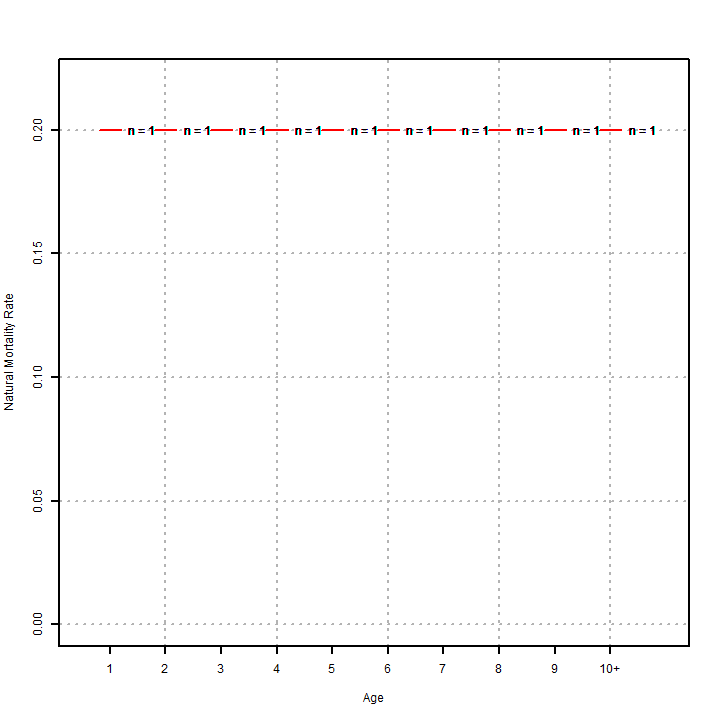 0.20
n = 1 n = 1 n = 1 n = 1 n = 1 n = 1 n = 1 n = 1 n = 1 n = 1
0.15
0.10
0.05
0.00
Natural Mortality Rate
1 2 3 4 5 6 7 8 9 10+
Age